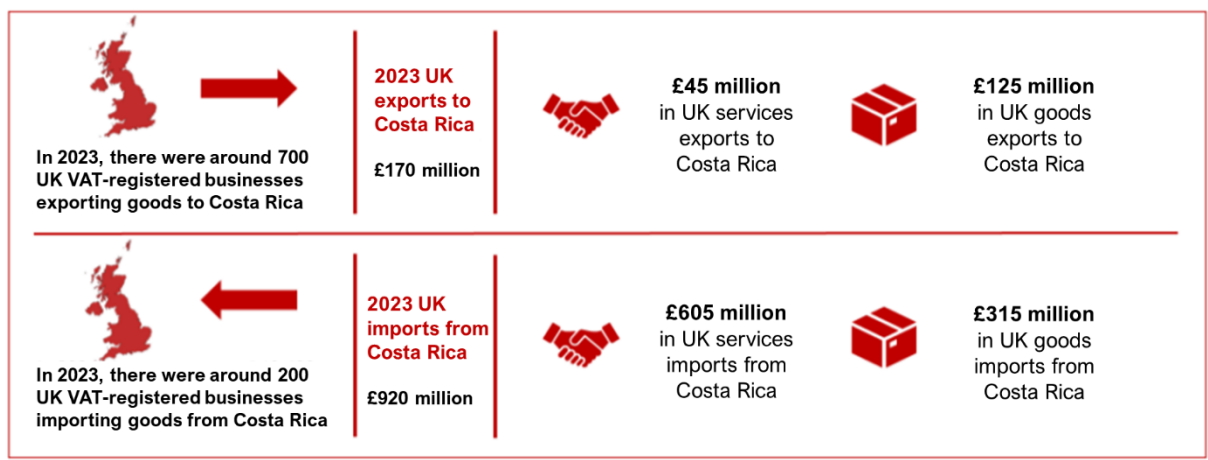 In 2023, there were around 700
UK VAT-registered businesses
exporting goods to Costa Rica
2023 UK
exports to
Costa Rica
£170 million
£45 million
in UK services
exports to
Costa Rica
£125 million
in UK goods
exports to
Costa Rica
In 2023, there were around 200
UK VAT-registered businesses
importing goods from Costa Rica
2023 UK
imports from
Costa Rica
£920 million
£605 million
in UK services
imports from
Costa Rica
£315 million
in UK goods
imports from
Costa Rica